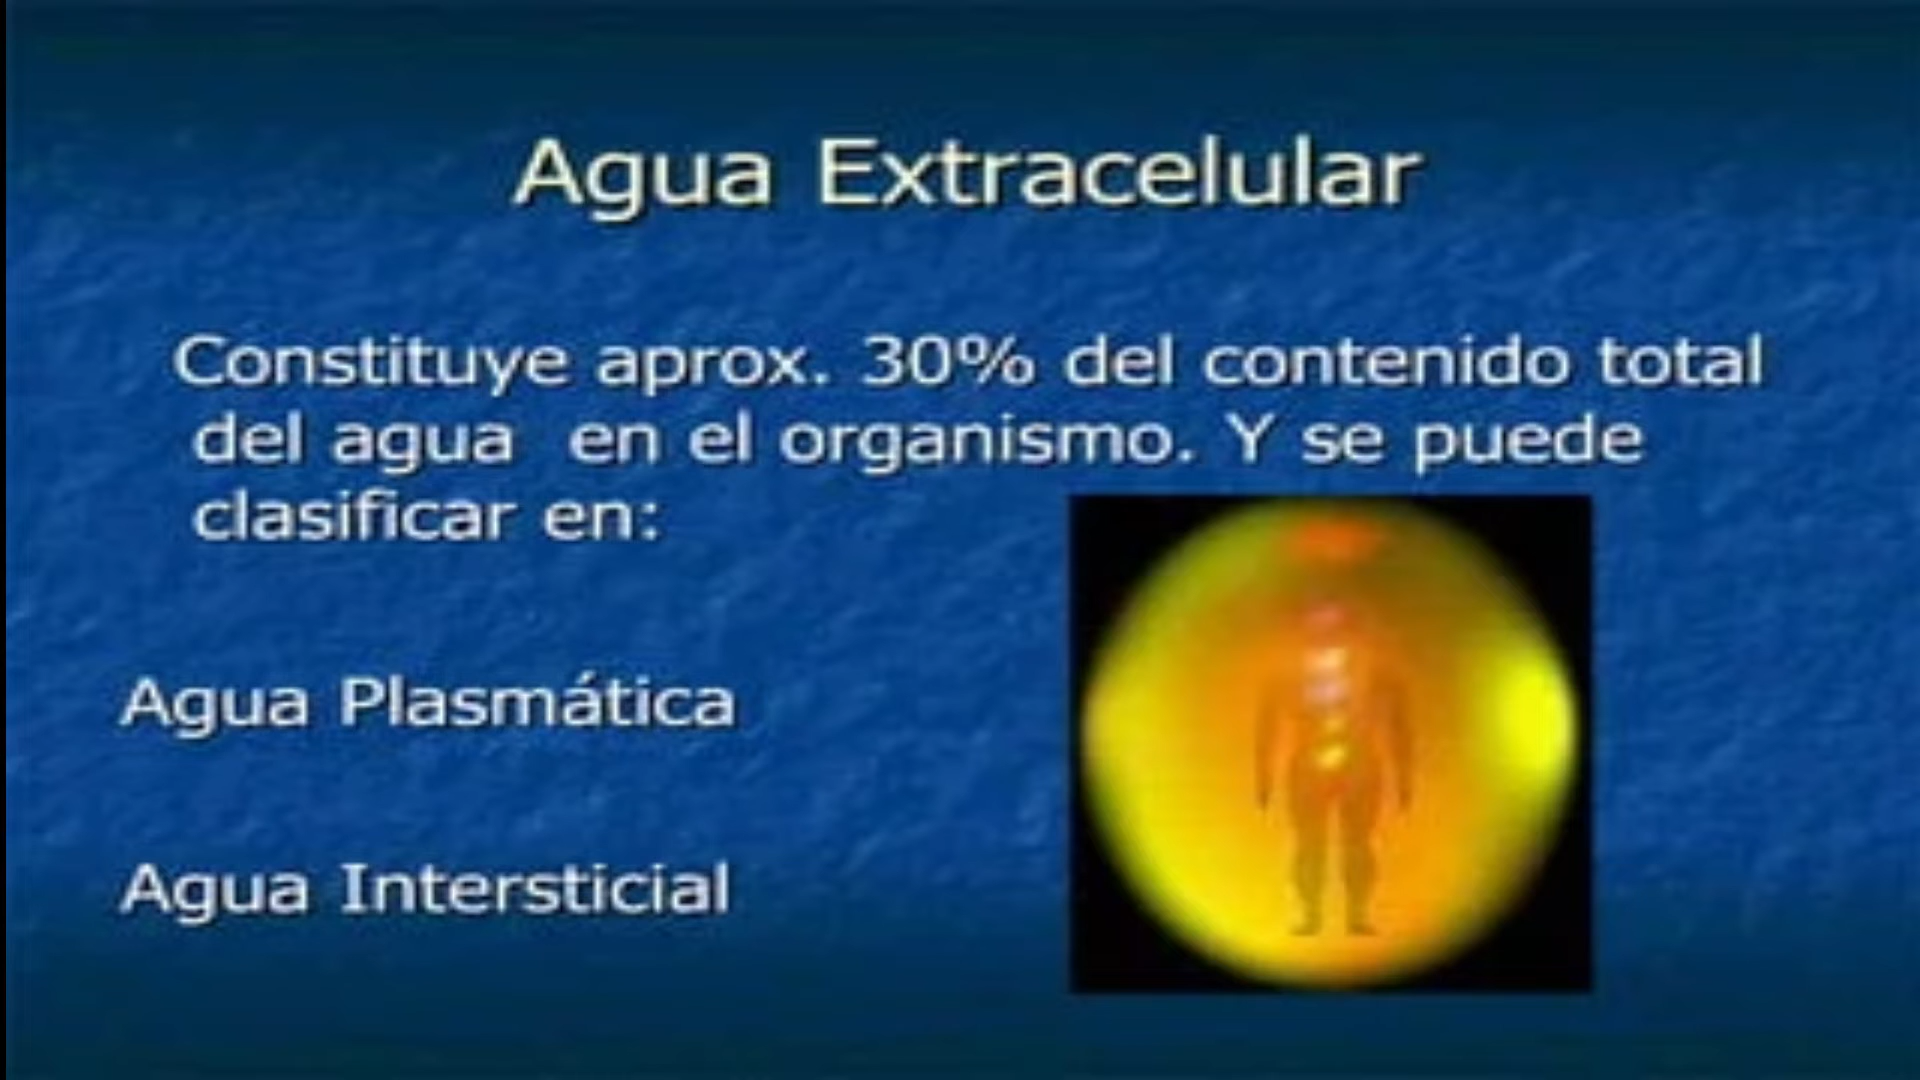 Agua Extracelular
Constituye aprox. 30% del contenido total
del agua en el organismo. Y se puede
clasificar en:
Agua Plasmática
Agua Intersticial